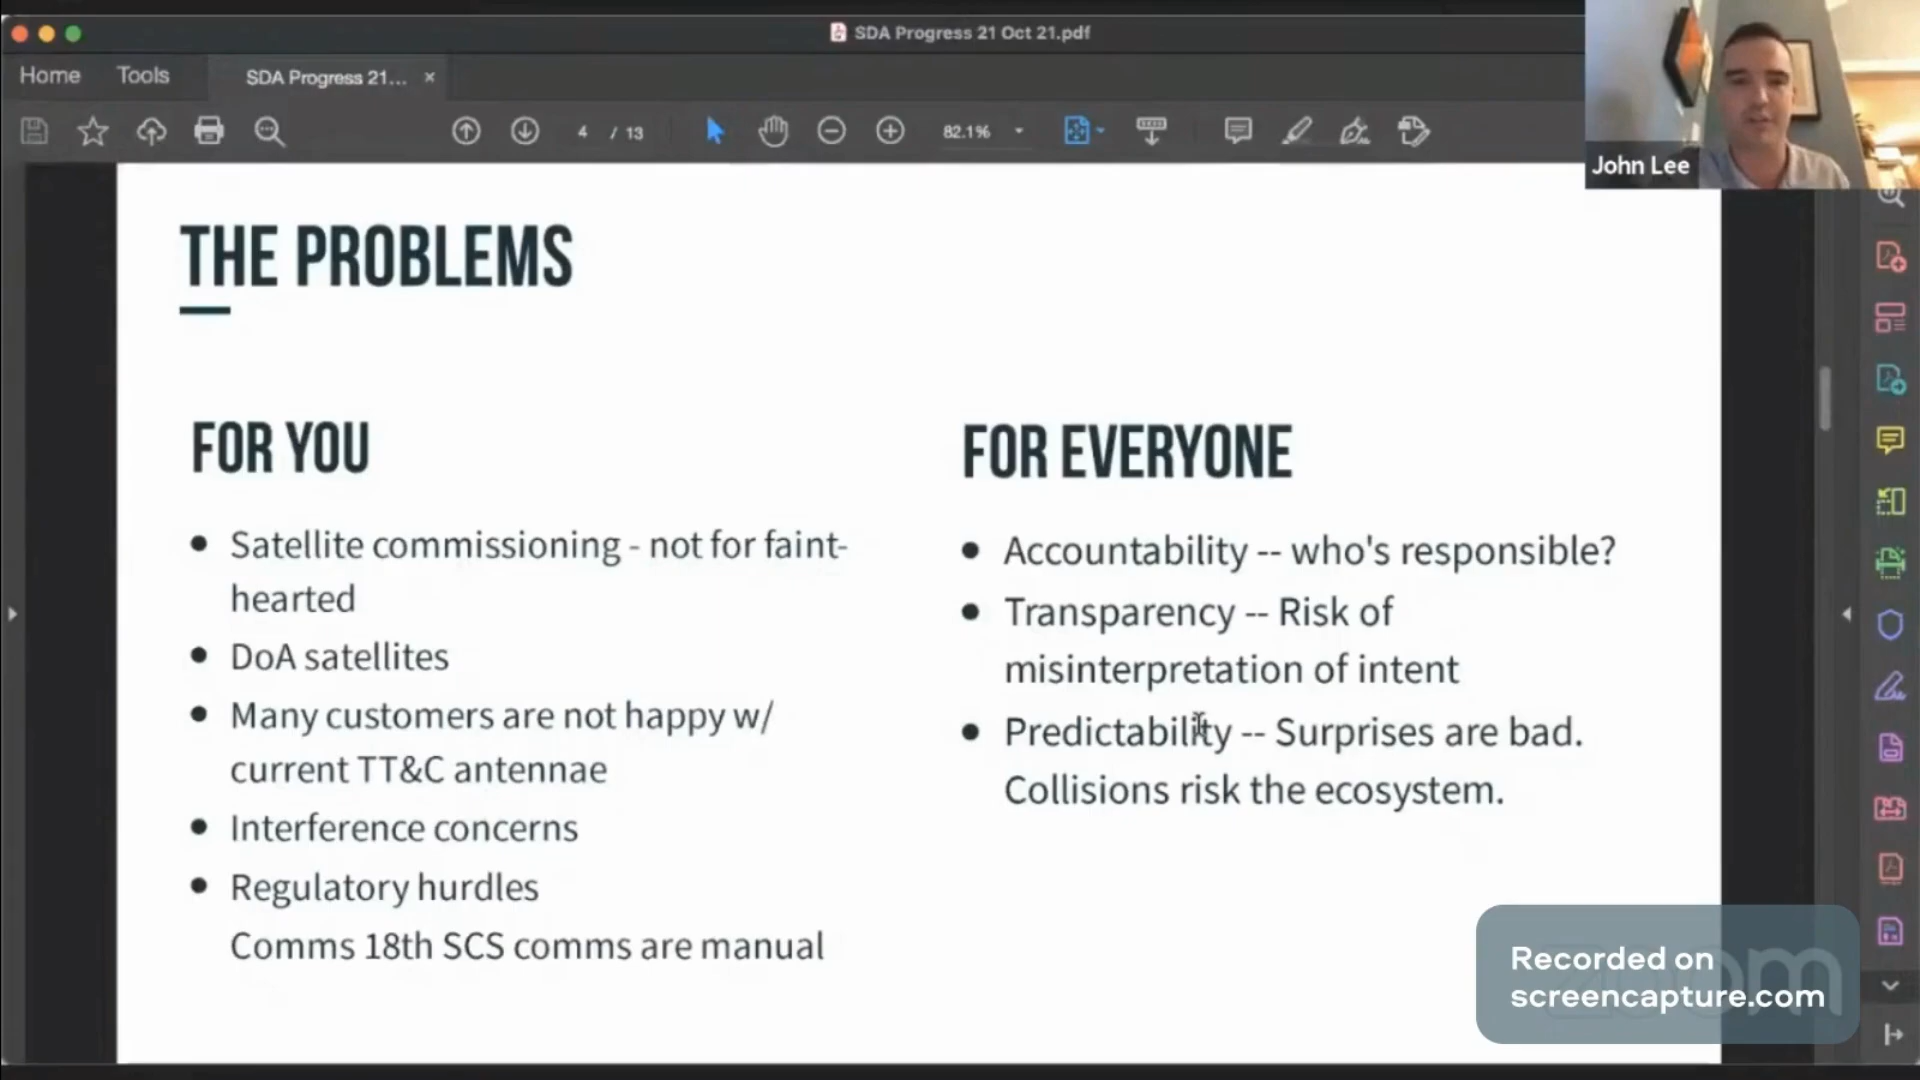 SDA Progress 21 Oct 21.pdf
Home
Tools
SDA Progress 21...
4 / 13
82.1%
John Lee
THE PROBLEMS
FOR YOU
Satellite commissioning - not for faint-
hearted
DoA satellites
Many customers are not happy w/
current TT&C antennae
Interference concerns
Regulatory hurdles
Comms 18th SCS comms are manual
FOR EVERYONE
Accountability -- who's responsible?
Transparency -- Risk of
misinterpretation of intent
Predictability -- Surprises are bad.
Collisions risk the ecosystem.
zoom
Recorded on
screencapture.com